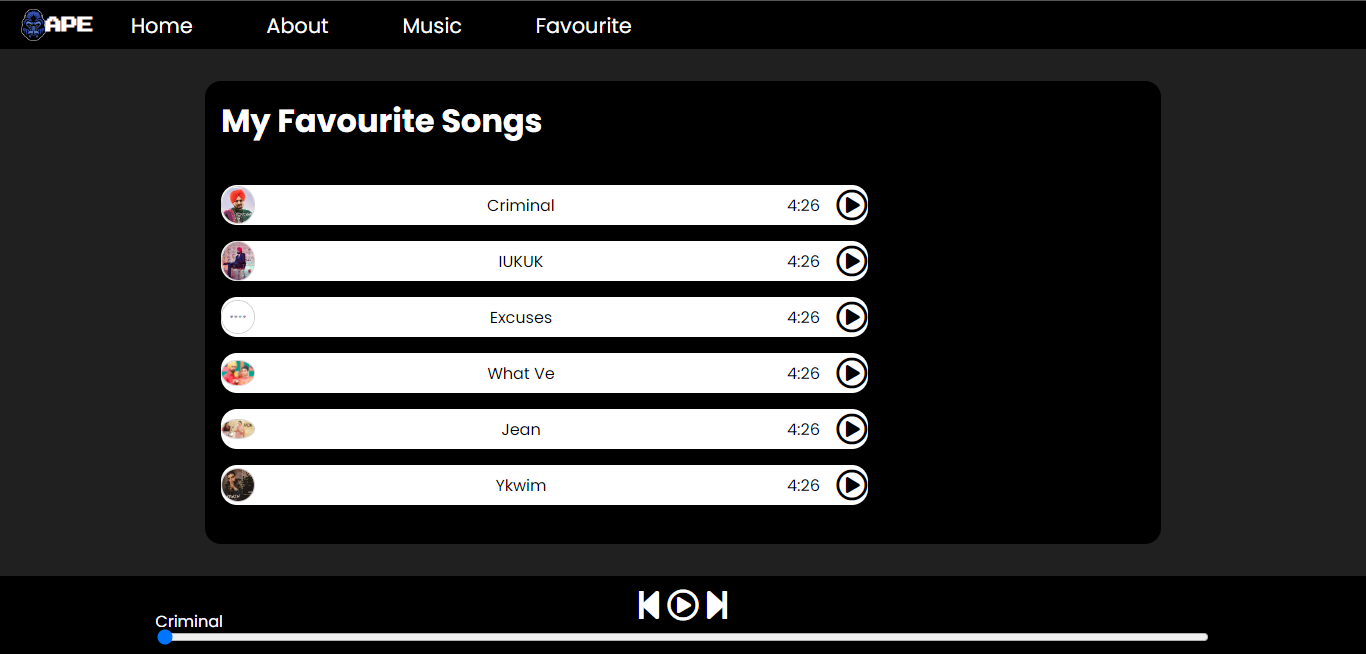 APE Home About Music Favourite
My Favourite Songs
Criminal 4:26
IUKUK 4:26
Excuses 4:26
What Ve 4:26
Jean 4:26
Ykwim 4:26
Criminal